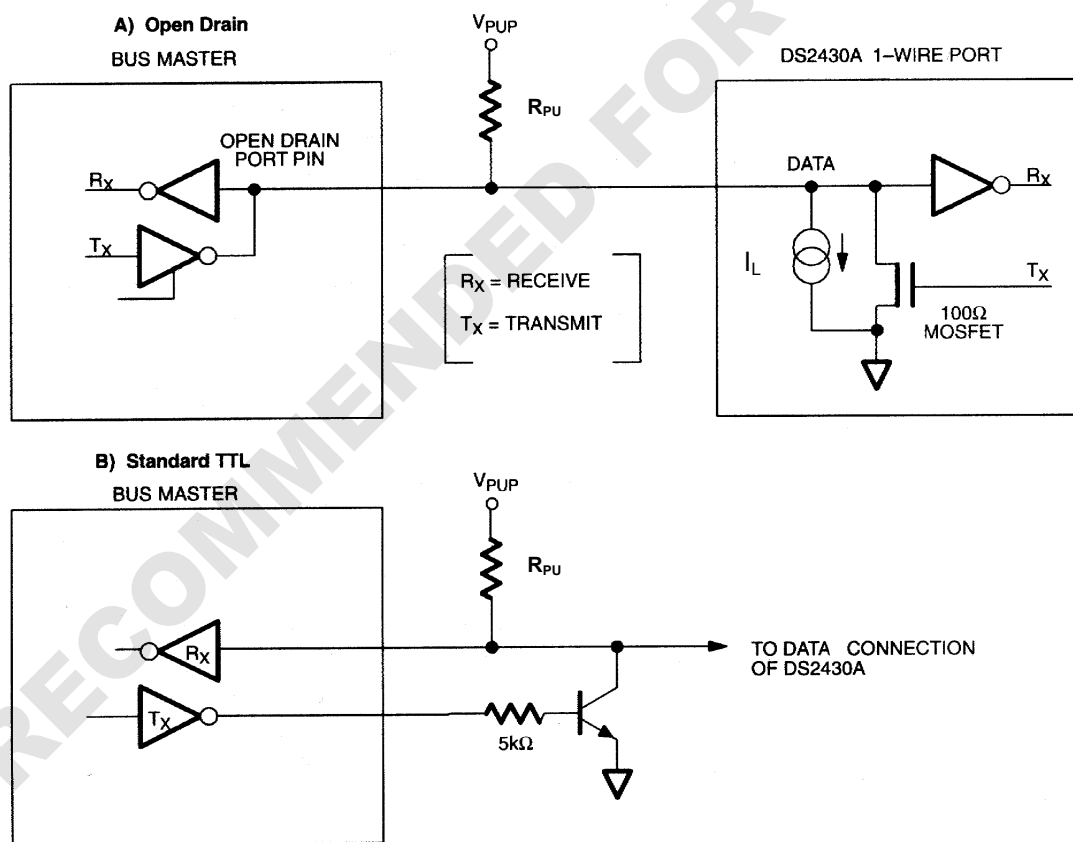 A) Open Drain
BUS MASTER
VPUP
RPU
DS2430A 1–WIRE PORT
OPEN DRAIN
PORT PIN
RX
TX
DATA
RX
IL
TX
100Ω
MOSFET
RX = RECEIVE
TX = TRANSMIT
B) Standard TTL
BUS MASTER
VPUP
RPU
RX
TX
5kΩ
TO DATA CONNECTION
OF DS2430A
RECOMMENDED FOR